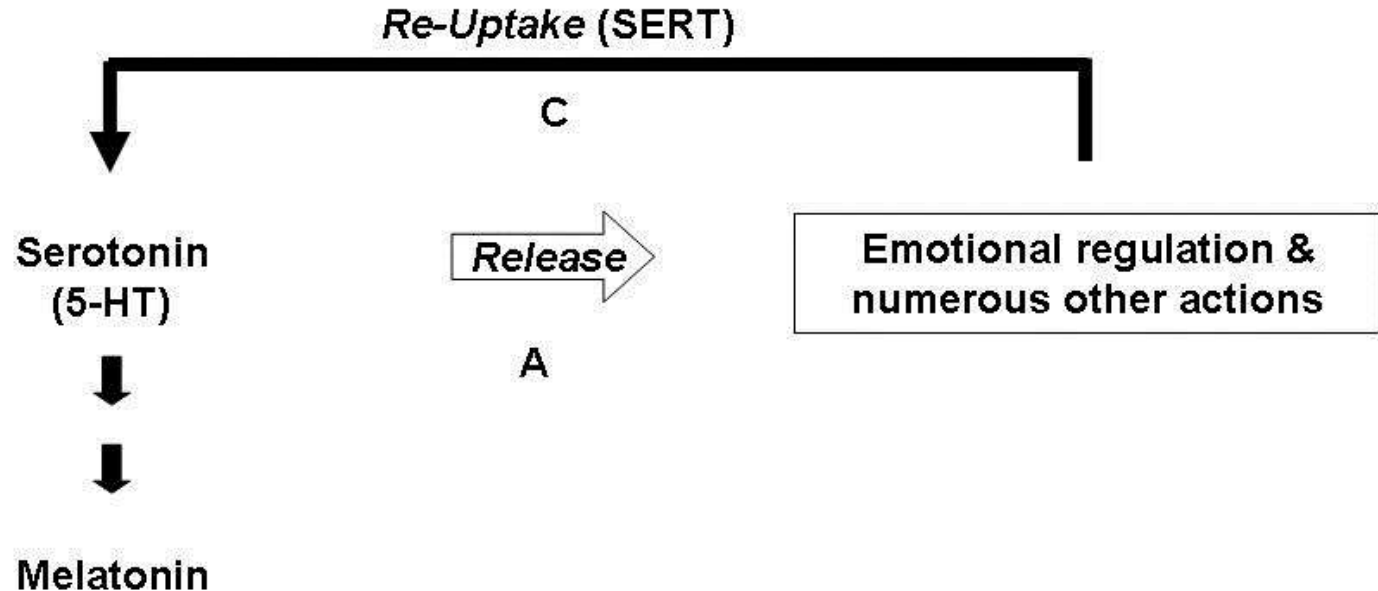 Re-Uptake (SERT)
C
Serotonin
(5-HT)
Release
Emotional regulation &
numerous other actions
A
Melatonin